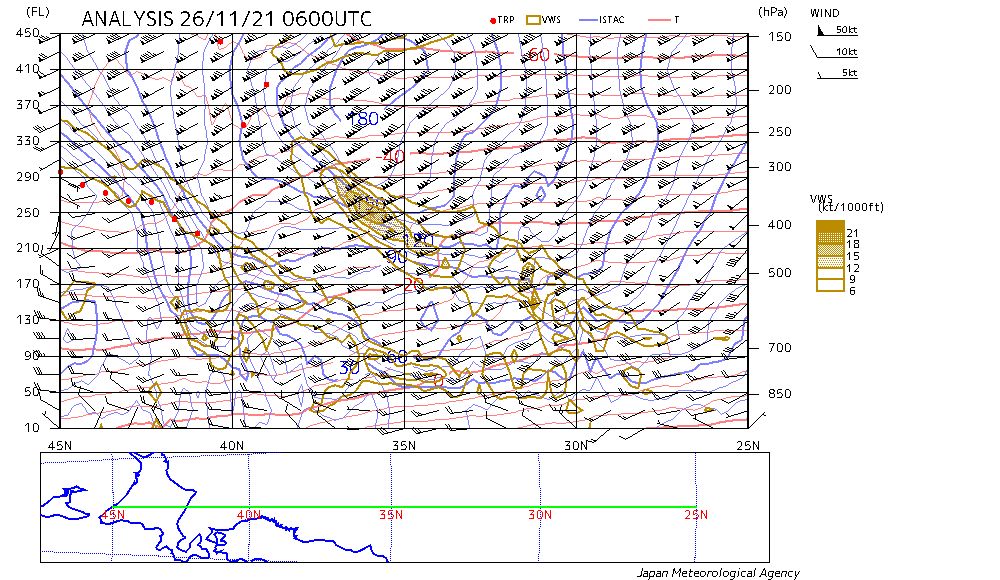 (FL) ANALYSIS 26/11/21 0600UTC TRP VWS ISTAC T (hPa) WIND
450 150 50kt
410 60 10kt
370 200 5kt
330 180 250
290 -40 300
250 150 400 VWS (kt/1000ft)
210 120 21
90 500 18
170 -20 15
130 12
90 60 700 9
30 0 6
50 850
10
45N 40N 35N 30N 25N
45N 40N 35N 30N 25N
Japan Meteorological Agency